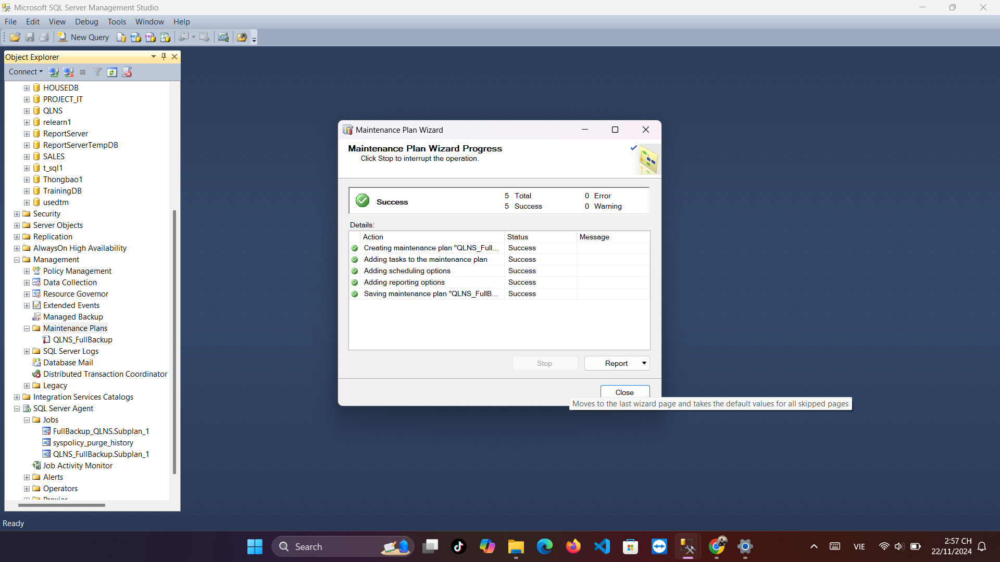 Microsoft SQL Server Management Studio
File Edit View Debug Tools Window Help
New Query
Object Explorer
Connect
HOUSEDB
PROJECT_IT
QLNS
relearn1
ReportServer
ReportServerTempDB
SALES
t_sql1
Thongbao1
TrainingDB
usedtm
Security
Server Objects
Replication
AlwaysOn High Availability
Management
Policy Management
Data Collection
Resource Governor
Extended Events
Managed Backup
Maintenance Plans
QLNS_FullBackup
SQL Server Logs
Database Mail
Distributed Transaction Coordinator
Legacy
Integration Services Catalogs
SQL Server Agent
Jobs
FullBackup_QLNS.Subplan_1
syspolicy_purge_history
QLNS_FullBackup.Subplan_1
Job Activity Monitor
Alerts
Operators
Proxies
Maintenance Plan Wizard
Maintenance Plan Wizard Progress
Click Stop to interrupt the operation.
Success
5 Total 0 Error
5 Success 0 Warning
Details:
Action Status Message
Creating maintenance plan "QLNS_Full... Success
Adding tasks to the maintenance plan Success
Adding scheduling options Success
Adding reporting options Success
Saving maintenance plan "QLNS_FullB... Success
Stop Report
Close
Moves to the last wizard page and takes the default values for all skipped pages
Ready
Search
VIE
2:57 CH
22/11/2024